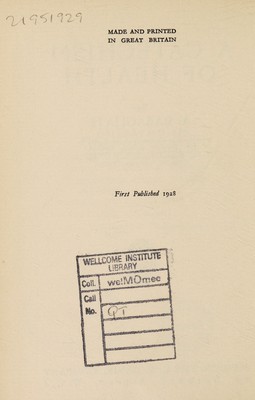 21951929
MADE AND PRINTED
IN GREAT BRITAIN
First Published 1928
WELLCOME INSTITUTE
LIBRARY
Coll. welMOmec
Call
No. QT